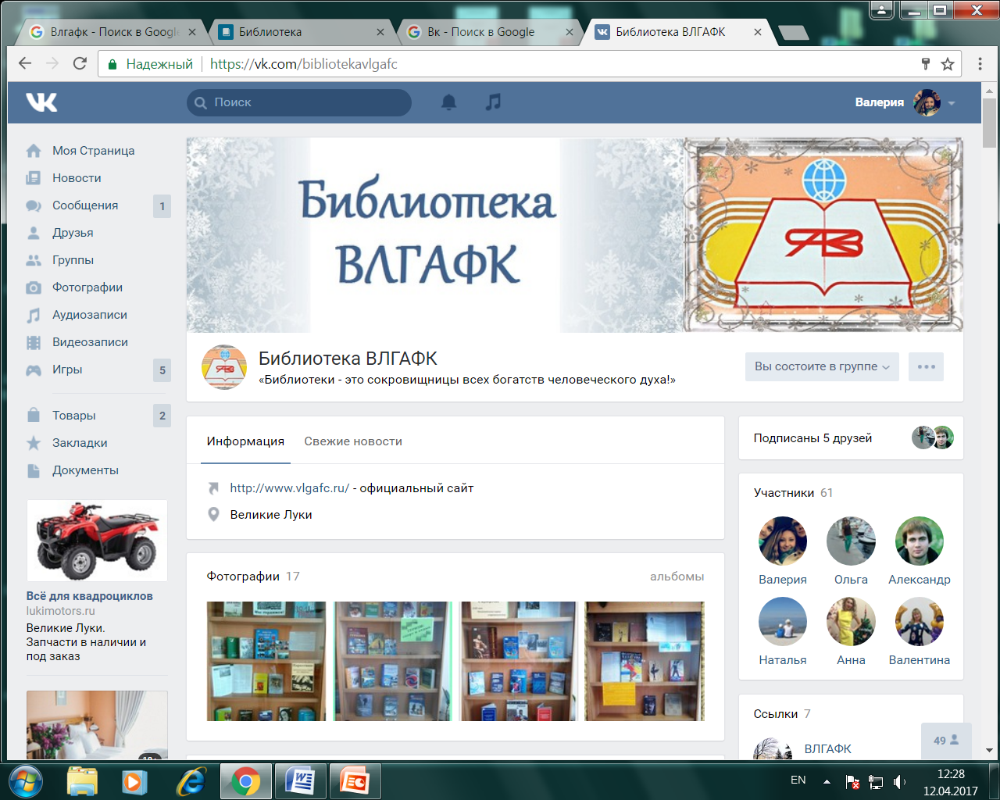 Влгафк - Поиск в Google
Библиотека
Вк - Поиск в Google
Библиотека ВЛГАФК
Надежный
https://vk.com/bibliotekavlgafc
Поиск
Валерия
Моя Страница
Новости
Сообщения 1
Друзья
Группы
Фотографии
Аудиозаписи
Видеозаписи
Игры 5
Товары 2
Закладки
Документы
Всё для квадроциклов
lukimotors.ru
Великие Луки.
Запчасти в наличии и
под заказ
Библиотека
ВЛГАФК
Библиотека ВЛГАФК
«Библиотеки - это сокровищницы всех богатств человеческого духа!»
Вы состоите в группе
Информация
Свежие новости
http://www.vlgafc.ru/ - официальный сайт
Великие Луки
Фотографии 17
альбомы
Подписаны 5 друзей
Участники 61
Валерия
Ольга
Александр
Наталья
Анна
Валентина
Ссылки 7
ВЛГАФК
49
EN
12:28
12.04.2017